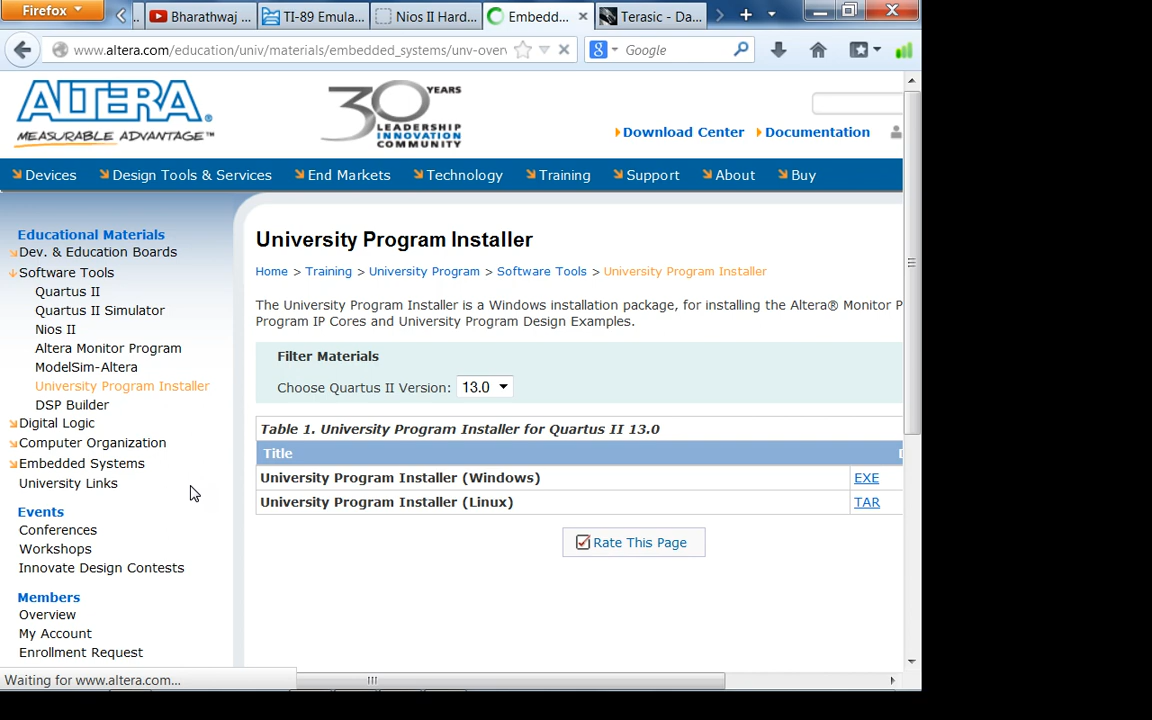 Firefox
..
Bharathwaj ...
TI-89 Emula...
Nios II Hard...
Embedd...
Terasic - Da...
www.altera.com/education/univ/materials/embedded_systems/unv-over
Google
ALTERA
MEASURABLE ADVANTAGE™
30 YEARS
LEADERSHIP
INNOVATION
COMMUNITY
Download Center
Documentation
Devices
Design Tools & Services
End Markets
Technology
Training
Support
About
Buy
Educational Materials
Dev. & Education Boards
Software Tools
Quartus II
Quartus II Simulator
Nios II
Altera Monitor Program
ModelSim-Altera
University Program Installer
DSP Builder
Digital Logic
Computer Organization
Embedded Systems
University Links
Events
Conferences
Workshops
Innovate Design Contests
Members
Overview
My Account
Enrollment Request
University Program Installer
Home > Training > University Program > Software Tools > University Program Installer
The University Program Installer is a Windows installation package, for installing the Altera® Monitor P
Program IP Cores and University Program Design Examples.
Filter Materials
Choose Quartus II Version: 13.0
Table 1. University Program Installer for Quartus II 13.0
Title
University Program Installer (Windows) EXE
University Program Installer (Linux) TAR
Rate This Page
Waiting for www.altera.com...